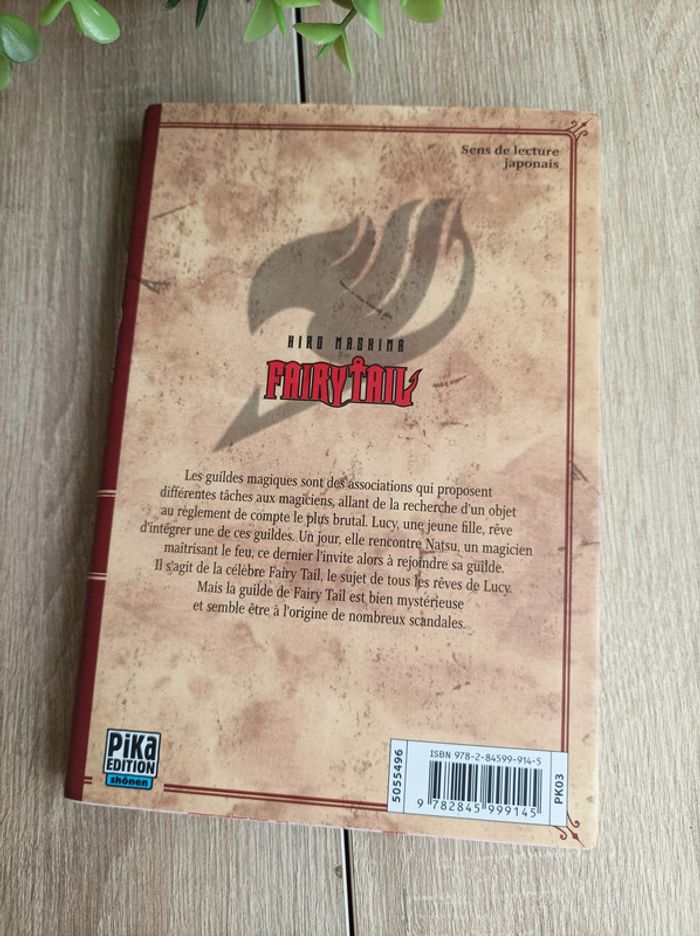 Sens de lecture
japonais
HIRO MASHIMA
FAIRY TAIL
Les guildes magiques sont des associations qui proposent
différentes tâches aux magiciens, allant de la recherche d'un objet
au règlement de compte le plus brutal. Lucy, une jeune fille, rêve
d'intégrer une de ces guildes. Un jour, elle rencontre Natsu, un magicien
maîtrisant le feu, ce dernier l'invite alors à rejoindre sa guilde.
Il s'agit de la célèbre Fairy Tail, le sujet de tous les rêves de Lucy.
Mais la guilde de Fairy Tail est bien mystérieuse
et semble être à l'origine de nombreux scandales.
PiKa
EDITION
shônen
5055496
ISBN 978-2-84599-914-5
9 782845 999145
PK03